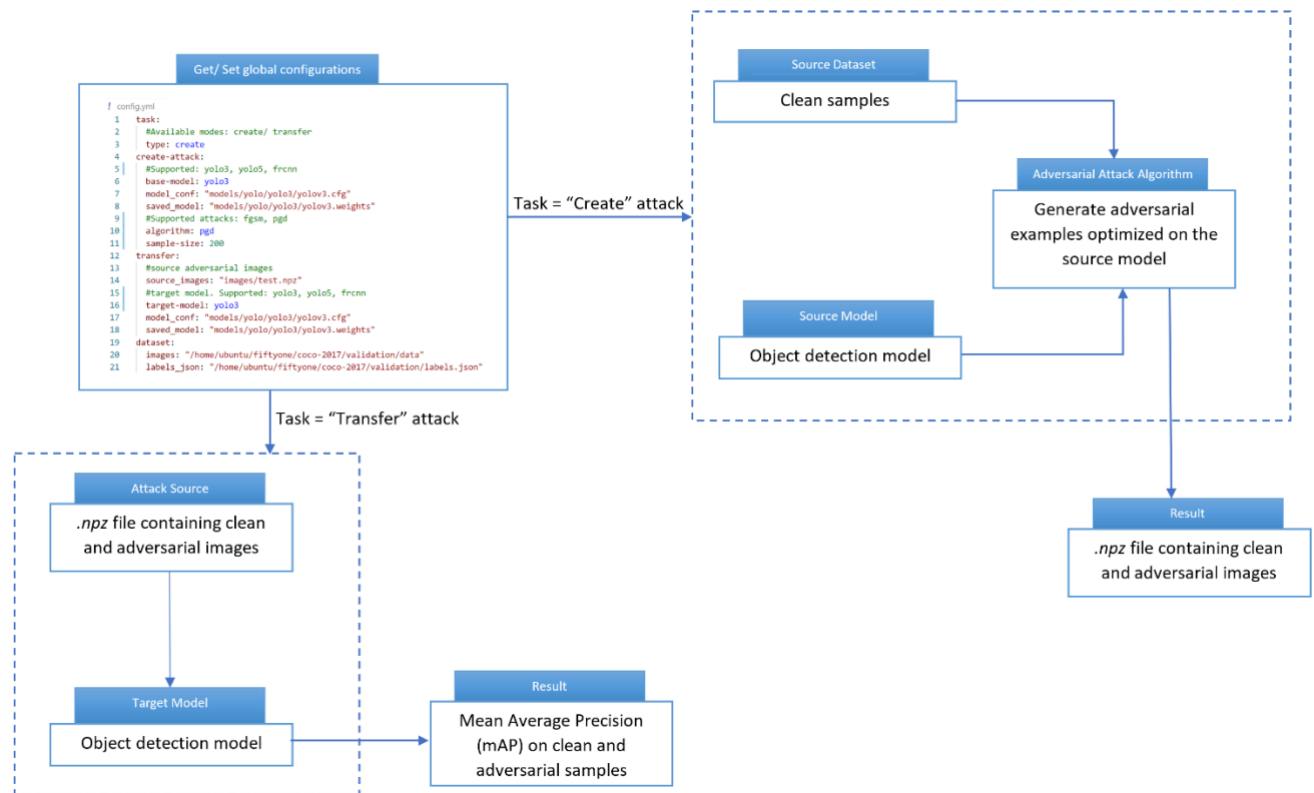 Get/ Set global configurations
! config.yml
1 task:
2 #Available modes: create/ transfer
3 type: create
4 create-attack:
5 #Supported: yolo3, yolo5, frcnn
6 base-model: yolo3
7 model_conf: "models/yolo/yolo3/yolov3.cfg"
8 saved_model: "models/yolo/yolo3/yolov3.weights"
9 #Supported attacks: fgsm, pgd
10 algorithm: pgd
11 sample-size: 200
12 transfer:
13 #source adversarial images
14 source_images: "images/test.npz"
15 #target model. Supported: yolo3, yolo5, frcnn
16 target-model: yolo3
17 model_conf: "models/yolo/yolo3/yolov3.cfg"
18 saved_model: "models/yolo/yolo3/yolov3.weights"
19 dataset:
20 images: "/home/ubuntu/fiftyone/coco-2017/validation/data"
21 labels_json: "/home/ubuntu/fiftyone/coco-2017/validation/labels.json"
Task = “Create” attack
Source Dataset
Clean samples
Adversarial Attack Algorithm
Generate adversarial
examples optimized on the
source model
Source Model
Object detection model
Result
.npz file containing clean
and adversarial images
Task = “Transfer” attack
Attack Source
.npz file containing clean
and adversarial images
Target Model
Object detection model
Result
Mean Average Precision
(mAP) on clean and
adversarial samples